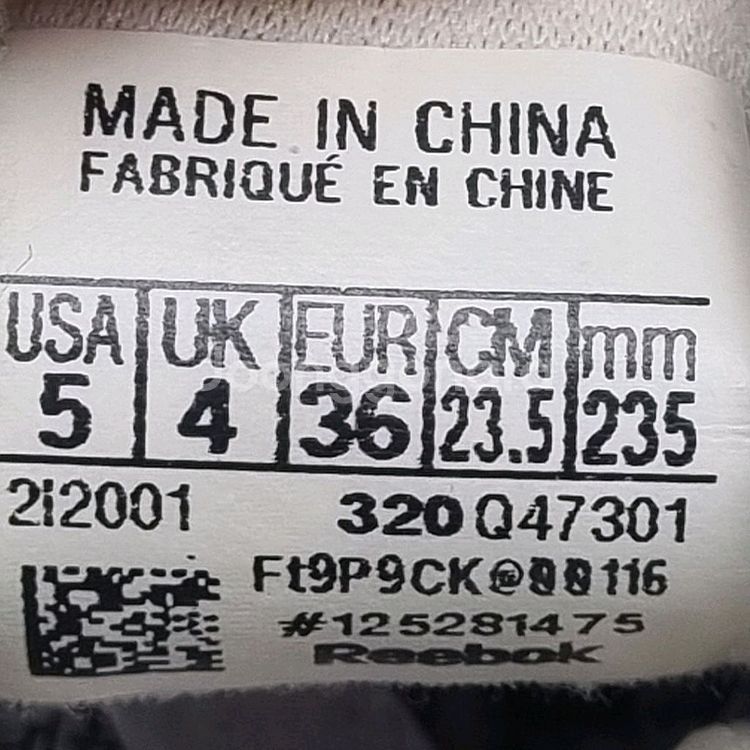 MADE IN CHINA
FABRIQUÉ EN CHINE
USA UK EUR CM mm
5 4 36 23.5 235
2i2001 320 Q47301
#125281475
Reebok